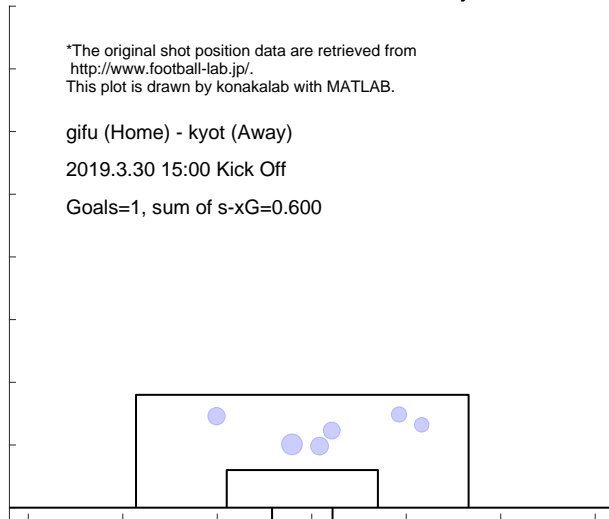 *The original shot position data are retrieved from
http://www.football-lab.jp/.
This plot is drawn by konakalab with MATLAB.
gifu (Home) - kyot (Away)
2019.3.30 15:00 Kick Off
Goals=1, sum of s-xG=0.600